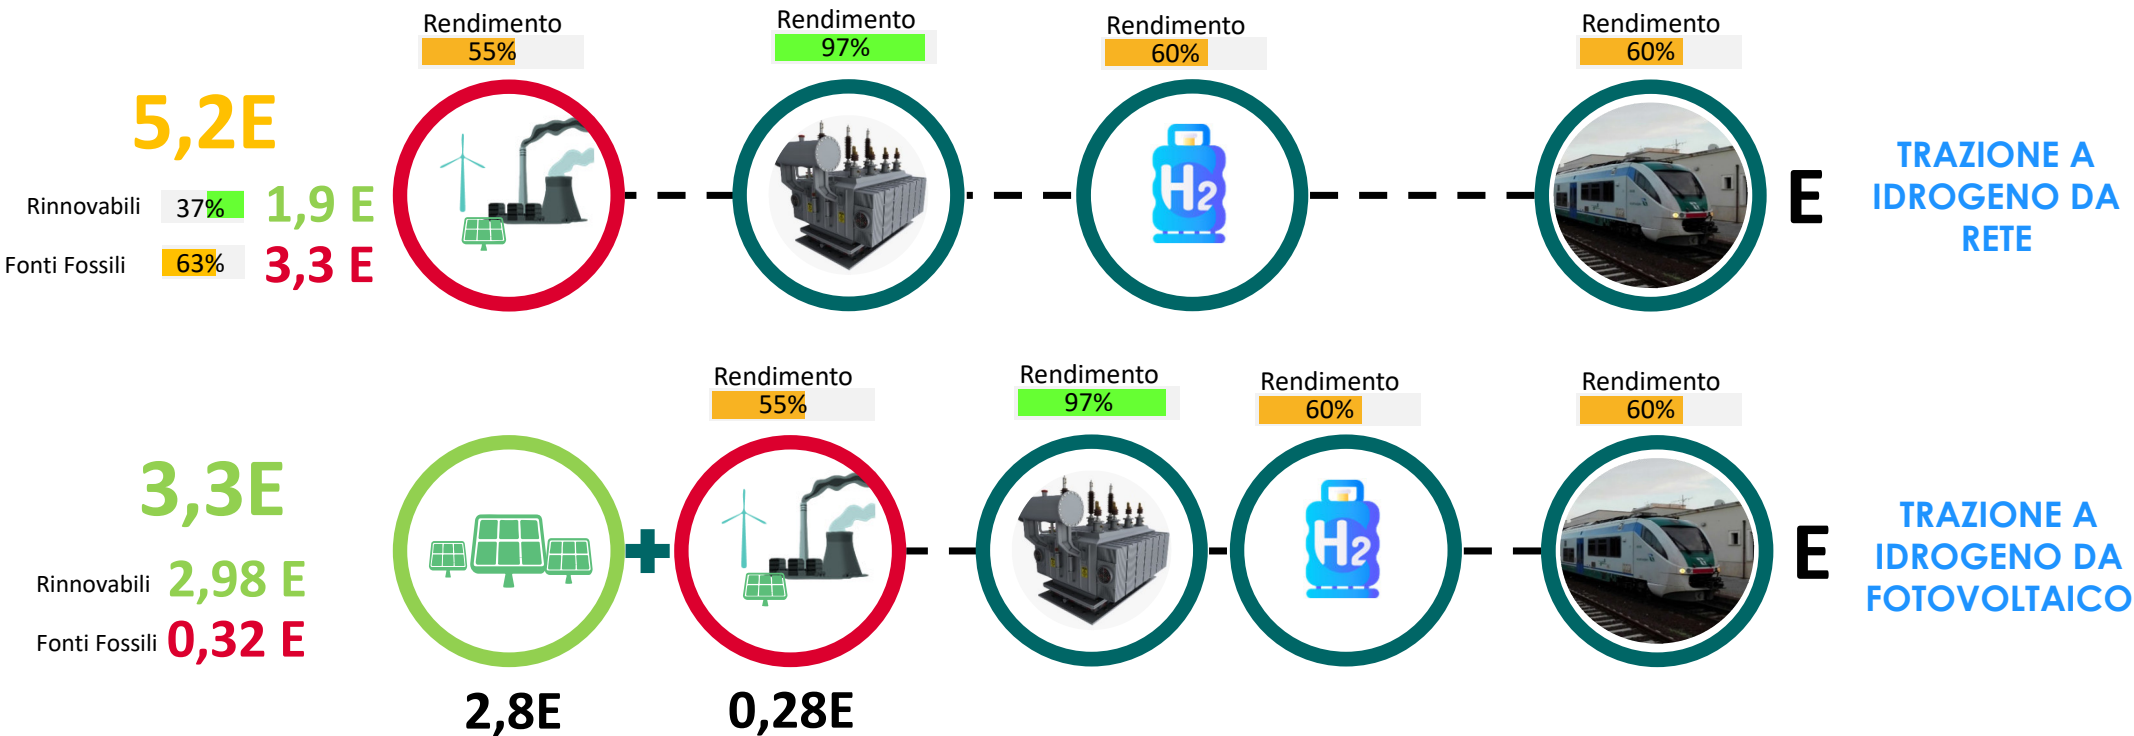 Rendimento
55%
Rendimento
97%
Rendimento
60%
Rendimento
60%
5,2E
Rinnovabili
37%
1,9 E
Fonti Fossili
63%
3,3 E
H2
E
TRAZIONE A
IDROGENO DA
RETE
Rendimento
55%
Rendimento
97%
Rendimento
60%
Rendimento
60%
3,3E
Rinnovabili
2,98 E
Fonti Fossili
0,32 E
H2
E
TRAZIONE A
IDROGENO DA
FOTOVOLTAICO
2,8E
0,28E